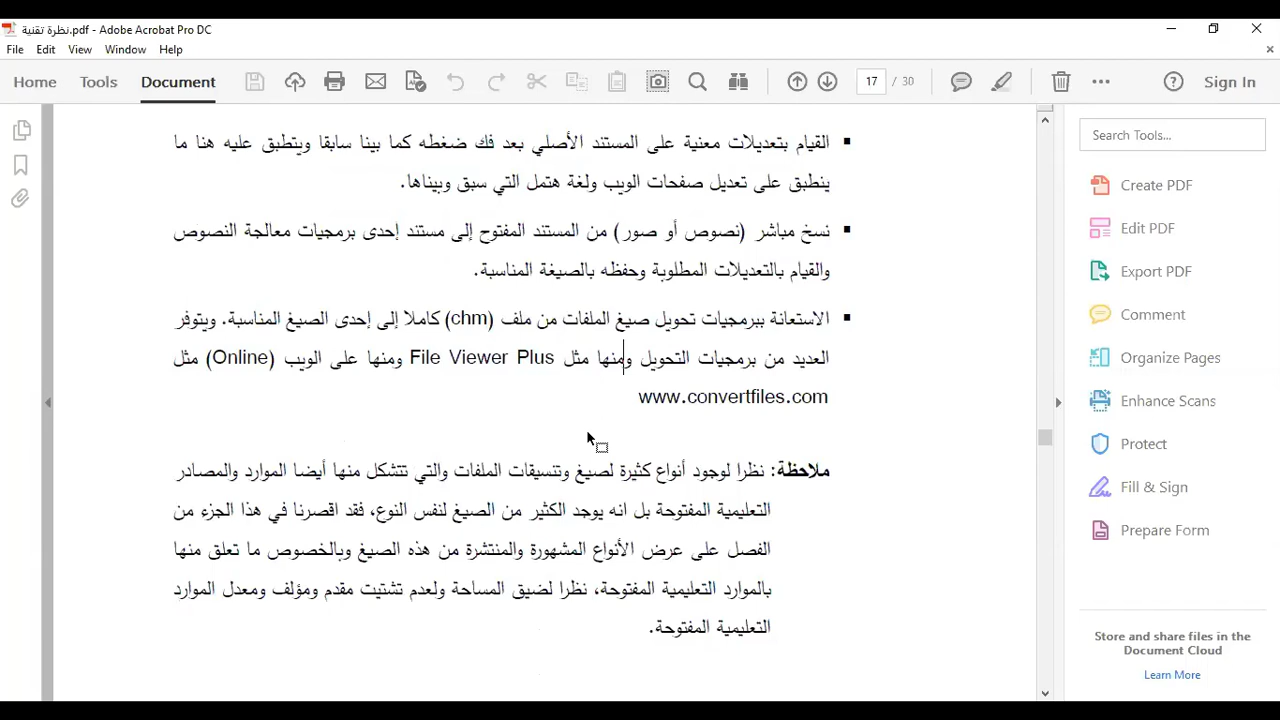 نظرة تقنية.pdf - Adobe Acrobat Pro DC
File Edit View Window Help
Home Tools Document 17 / 30 Sign In
■ القيام بتعديلات معنية على المستند الأصلي بعد فك ضغطه كما بينا سابقا وينطبق عليه هنا ما
ينطبق على تعديل صفحات الويب ولغة هتمل التي سبق وبيناها.
■ نسخ مباشر (نصوص أو صور) من المستند المفتوح إلى مستند إحدى برمجيات معالجة النصوص
والقيام بالتعديلات المطلوبة وحفظه بالصيغة المناسبة.
■ الاستعانة ببرمجيات تحويل صيغ الملفات من ملف (chm) كاملا إلى إحدى الصيغ المناسبة. ويتوفر
العديد من برمجيات التحويل ومنها مثل File Viewer Plus ومنها على الويب (Online) مثل
www.convertfiles.com
ملاحظة: نظرا لوجود أنواع كثيرة لصيغ وتنسيقات الملفات والتي تتشكل منها أيضا الموارد والمصادر
التعليمية المفتوحة بل انه يوجد الكثير من الصيغ لنفس النوع، فقد اقصرنا في هذا الجزء من
الفصل على عرض الأنواع المشهورة والمنتشرة من هذه الصيغ وبالخصوص ما تعلق منها
بالموارد التعليمية المفتوحة، نظرا لضيق المساحة ولعدم تشتيت مقدم ومؤلف ومعدل الموارد
التعليمية المفتوحة.
Search Tools...
Create PDF
Edit PDF
Export PDF
Comment
Organize Pages
Enhance Scans
Protect
Fill & Sign
Prepare Form
Store and share files in the
Document Cloud
Learn More